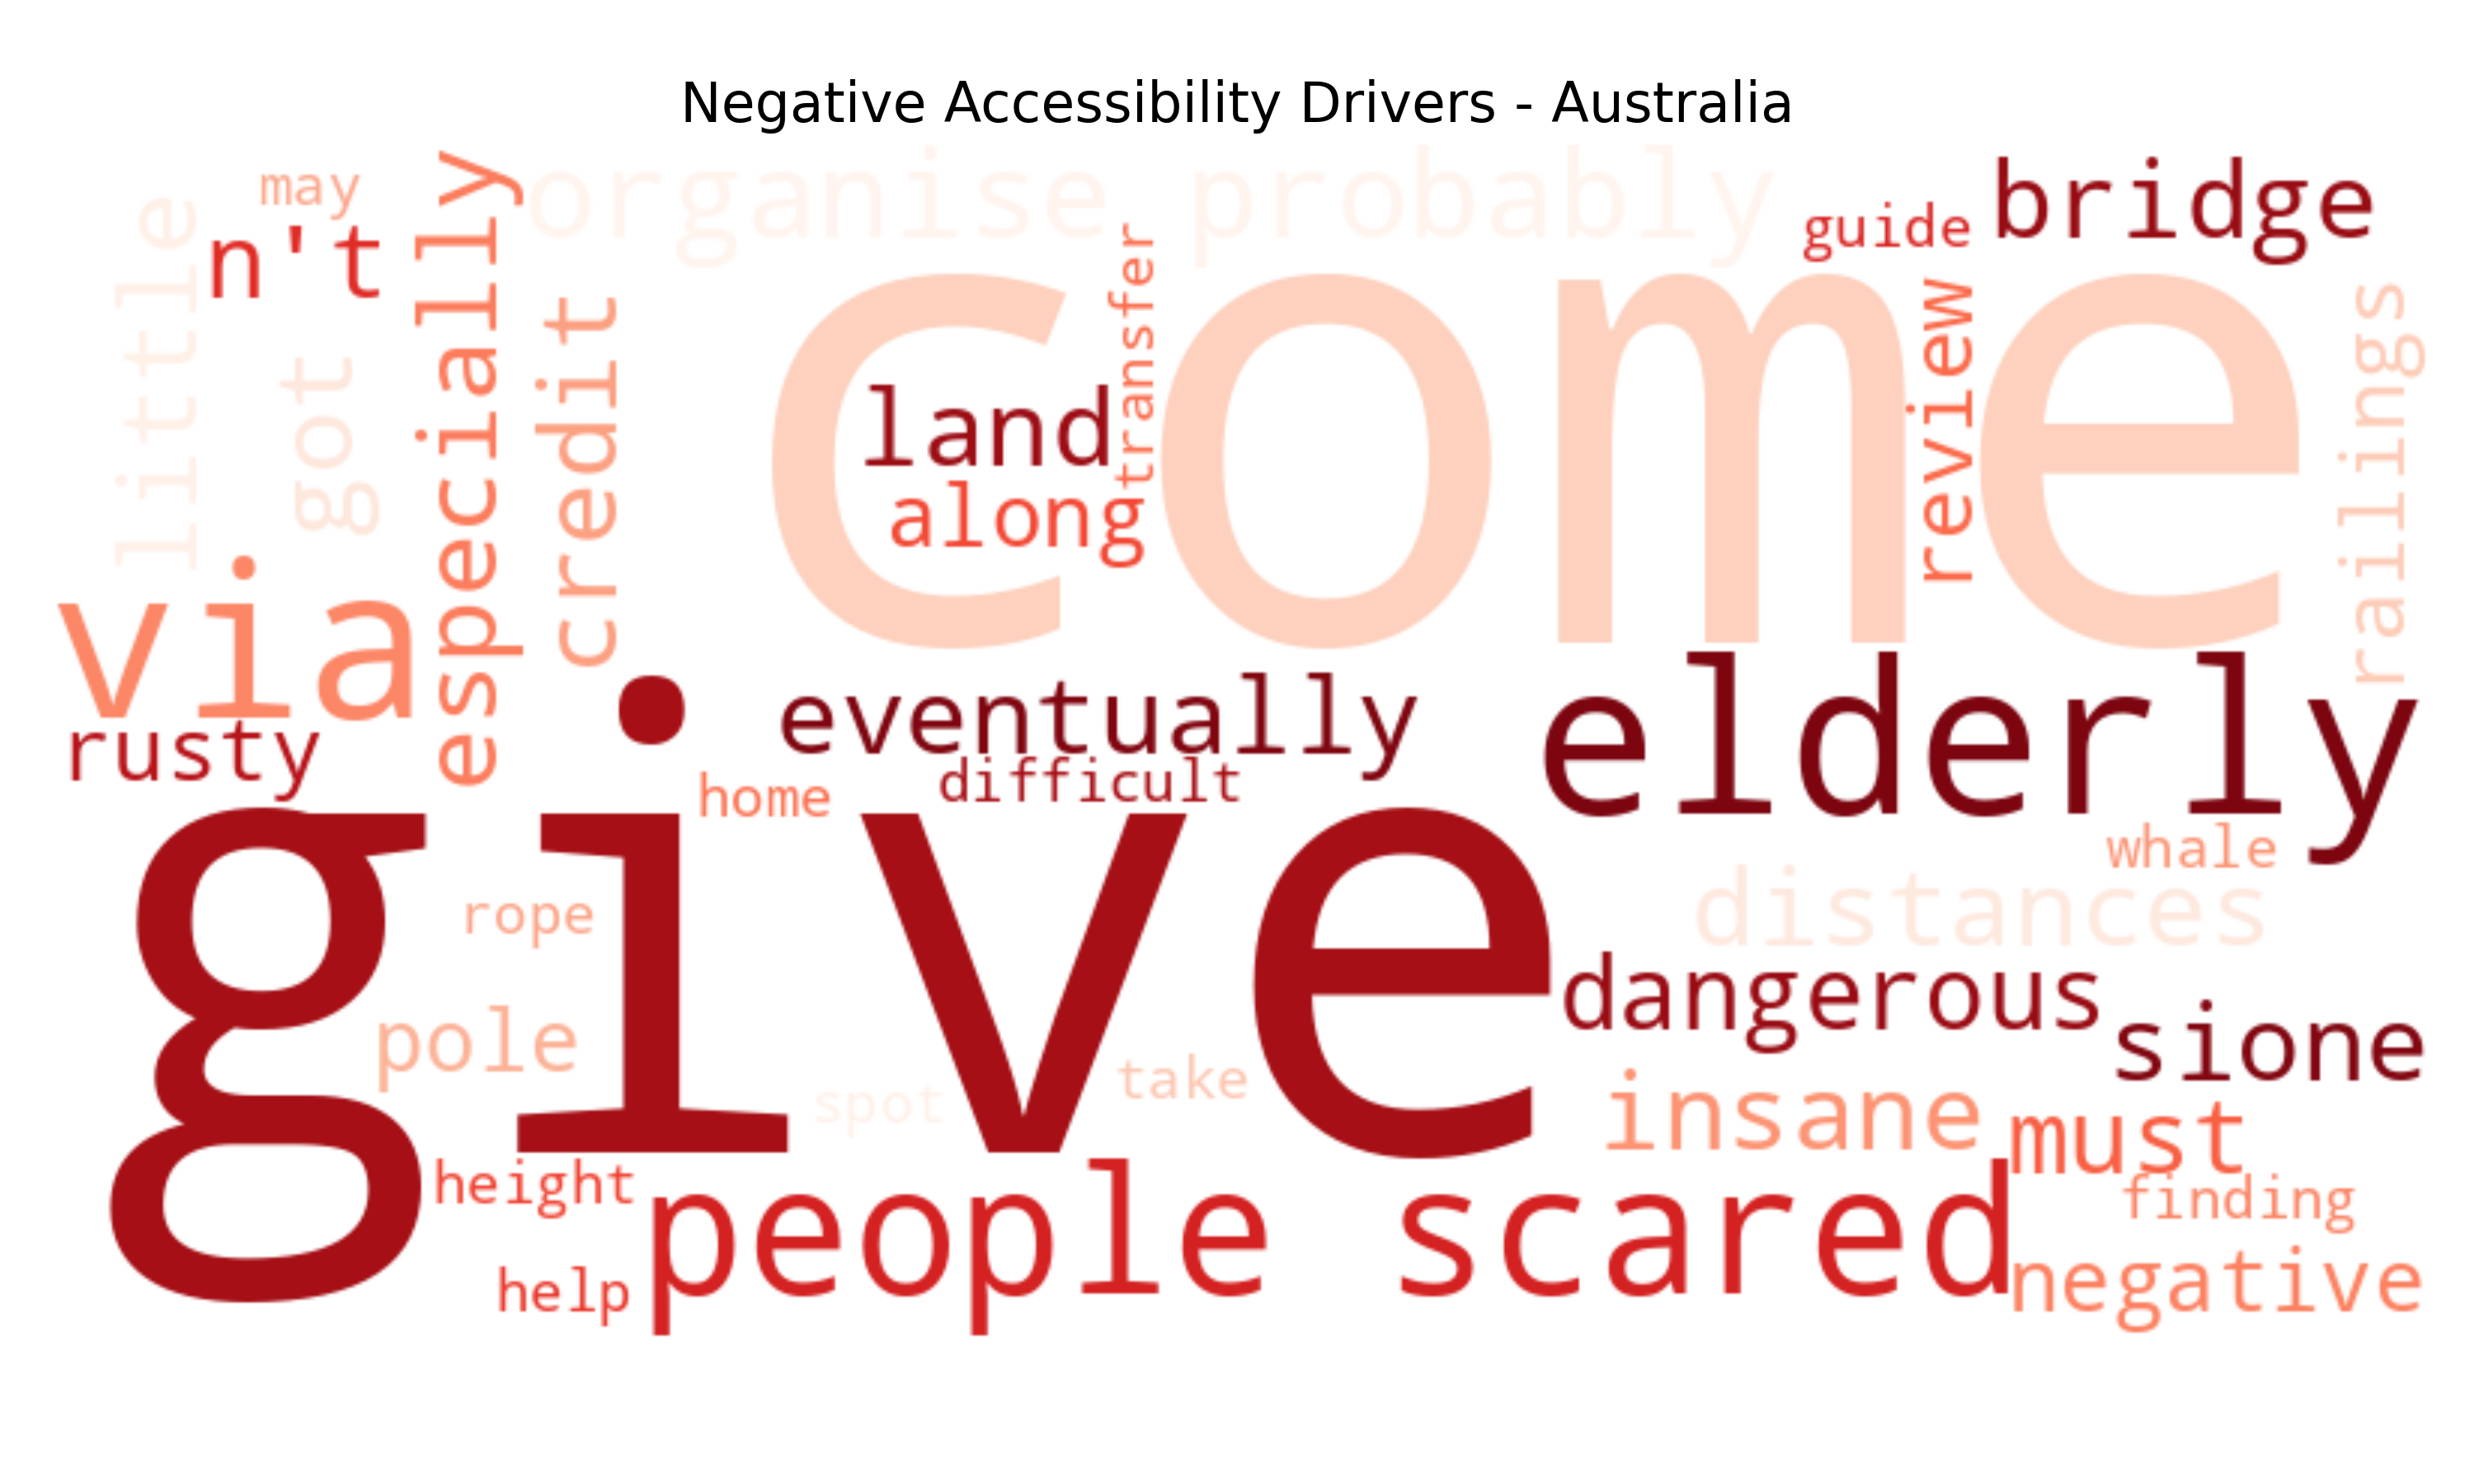 Negative Accessibility Drivers - Australia
organise probably
may
n't
little
got
especially
credit
come
transfer
guide
bridge
review
railings
land
along
via
rusty
eventually
elderly
difficult
home
give
whale
distances
rope
pole
dangerous
sione
spot
take
insane
must
height
people scared
finding
help
negative